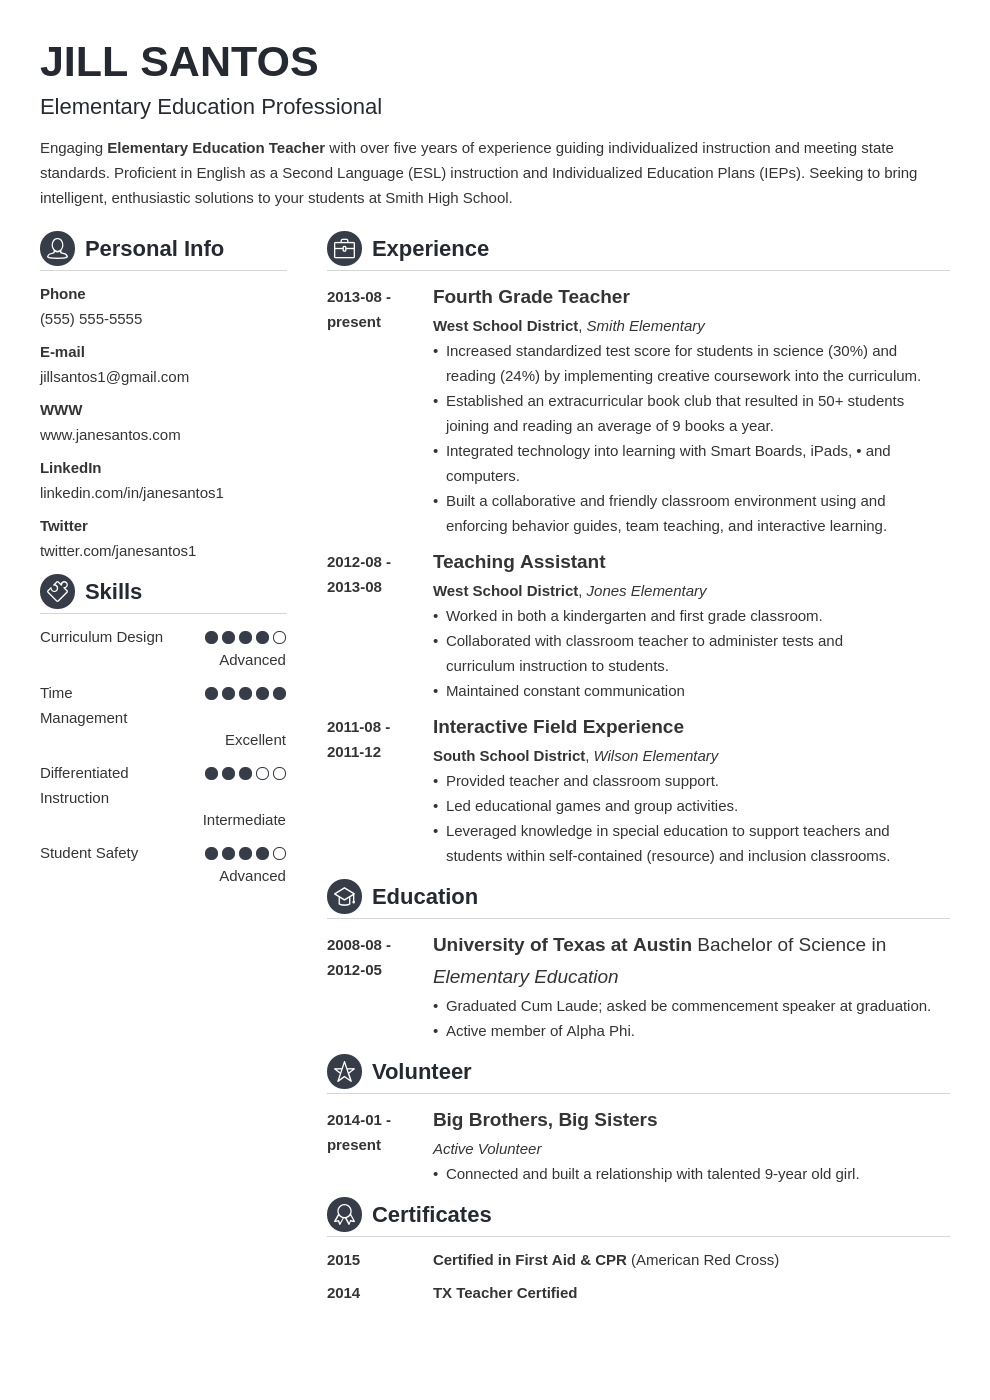 JILL SANTOS
Elementary Education Professional
Engaging Elementary Education Teacher with over five years of experience guiding individualized instruction and meeting state
standards. Proficient in English as a Second Language (ESL) instruction and Individualized Education Plans (IEPs). Seeking to bring
intelligent, enthusiastic solutions to your students at Smith High School.
Personal Info
Phone
(555) 555-5555
E-mail
jillsantos1@gmail.com
WWW
www.janesantos.com
LinkedIn
linkedin.com/in/janesantos1
Twitter
twitter.com/janesantos1
Skills
Curriculum Design
Advanced
Time
Management
Excellent
Differentiated
Instruction
Intermediate
Student Safety
Advanced
Experience
2013-08 -
present
Fourth Grade Teacher
West School District, Smith Elementary
• Increased standardized test score for students in science (30%) and
reading (24%) by implementing creative coursework into the curriculum.
• Established an extracurricular book club that resulted in 50+ students
joining and reading an average of 9 books a year.
• Integrated technology into learning with Smart Boards, iPads, • and
computers.
• Built a collaborative and friendly classroom environment using and
enforcing behavior guides, team teaching, and interactive learning.
2012-08 -
2013-08
Teaching Assistant
West School District, Jones Elementary
• Worked in both a kindergarten and first grade classroom.
• Collaborated with classroom teacher to administer tests and
curriculum instruction to students.
• Maintained constant communication
2011-08 -
2011-12
Interactive Field Experience
South School District, Wilson Elementary
• Provided teacher and classroom support.
• Led educational games and group activities.
• Leveraged knowledge in special education to support teachers and
students within self-contained (resource) and inclusion classrooms.
Education
2008-08 -
2012-05
University of Texas at Austin Bachelor of Science in
Elementary Education
• Graduated Cum Laude; asked be commencement speaker at graduation.
• Active member of Alpha Phi.
Volunteer
2014-01 -
present
Big Brothers, Big Sisters
Active Volunteer
• Connected and built a relationship with talented 9-year old girl.
Certificates
2015
Certified in First Aid & CPR (American Red Cross)
2014
TX Teacher Certified